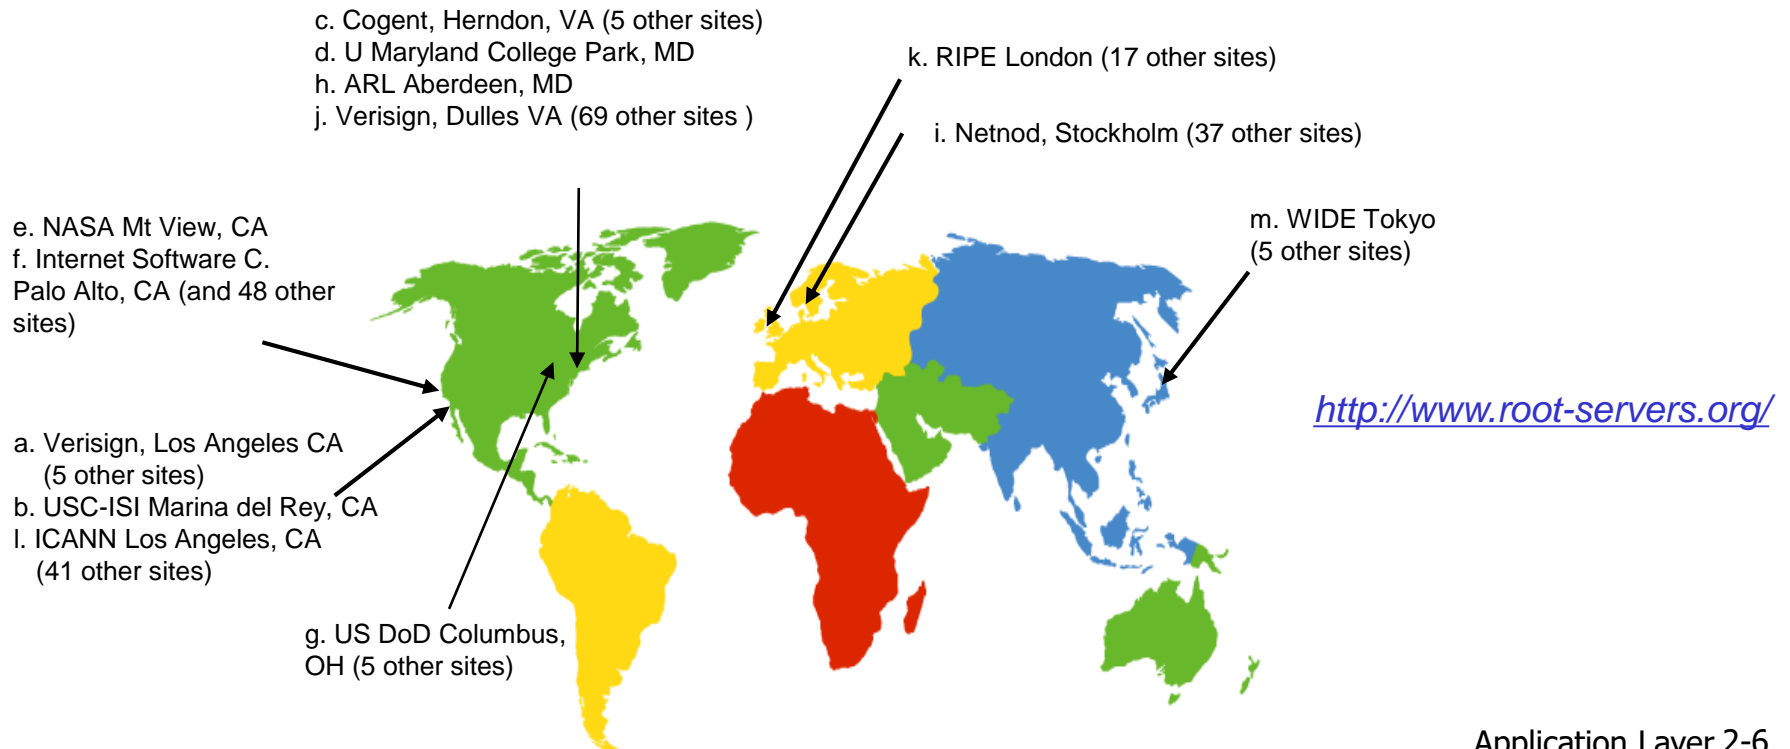 c. Cogent, Herndon, VA (5 other sites)
d. U Maryland College Park, MD
h. ARL Aberdeen, MD
j. Verisign, Dulles VA (69 other sites )
k. RIPE London (17 other sites)
i. Netnod, Stockholm (37 other sites)
e. NASA Mt View, CA
f. Internet Software C.
Palo Alto, CA (and 48 other
sites)
m. WIDE Tokyo
(5 other sites)
http://www.root-servers.org/
a. Verisign, Los Angeles CA
(5 other sites)
b. USC-ISI Marina del Rey, CA
l. ICANN Los Angeles, CA
(41 other sites)
g. US DoD Columbus,
OH (5 other sites)
Application Layer 2-6